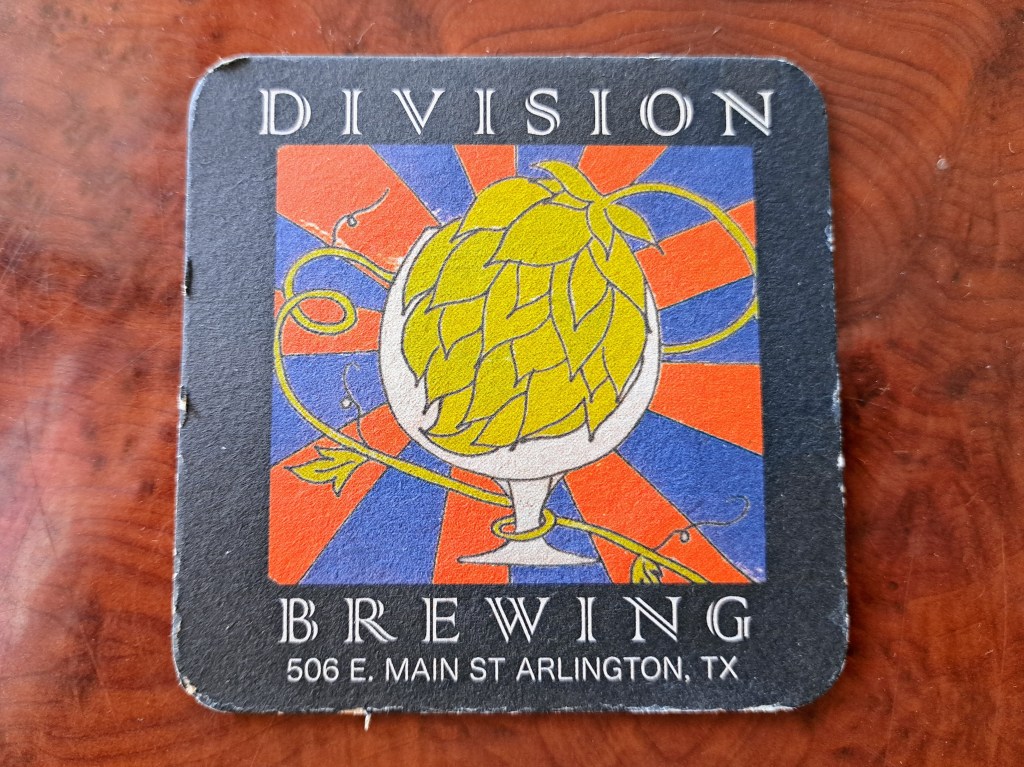 DIVISION
BREWING
506 E. MAIN ST ARLINGTON, TX